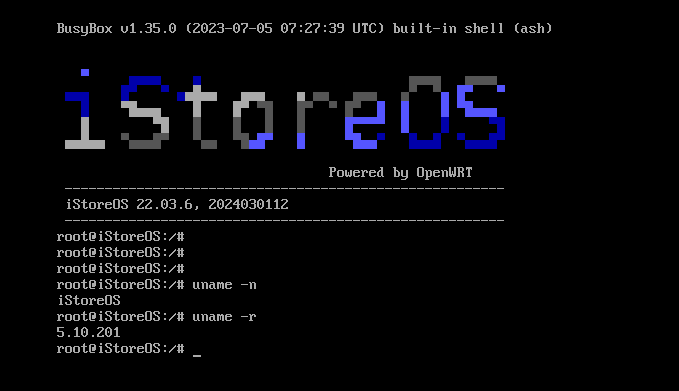 BusyBox v1.35.0 (2023-07-05 07:27:39 UTC) built-in shell (ash)
iStoreOS
Powered by OpenWRT
-------------------------------------------------------
iStoreOS 22.03.6, 2024030112
-------------------------------------------------------
root@iStoreOS:/#
root@iStoreOS:/#
root@iStoreOS:/#
root@iStoreOS:/# uname -n
iStoreOS
root@iStoreOS:/# uname -r
5.10.201
root@iStoreOS:/# _